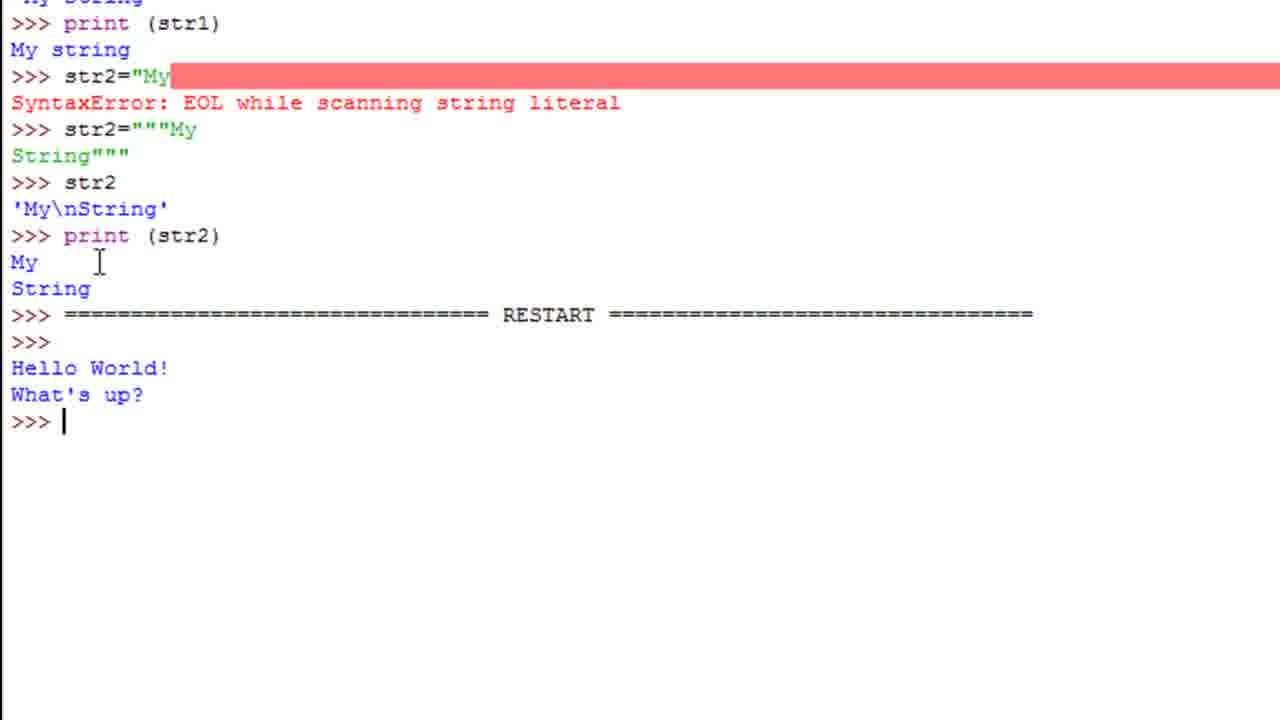 'My String'
>>> print (str1)
My string
>>> str2="My
SyntaxError: EOL while scanning string literal
>>> str2="""My
String"""
>>> str2
'My\nString'
>>> print (str2)
My
String
>>> ================================ RESTART ================================
>>>
Hello World!
What's up?
>>>